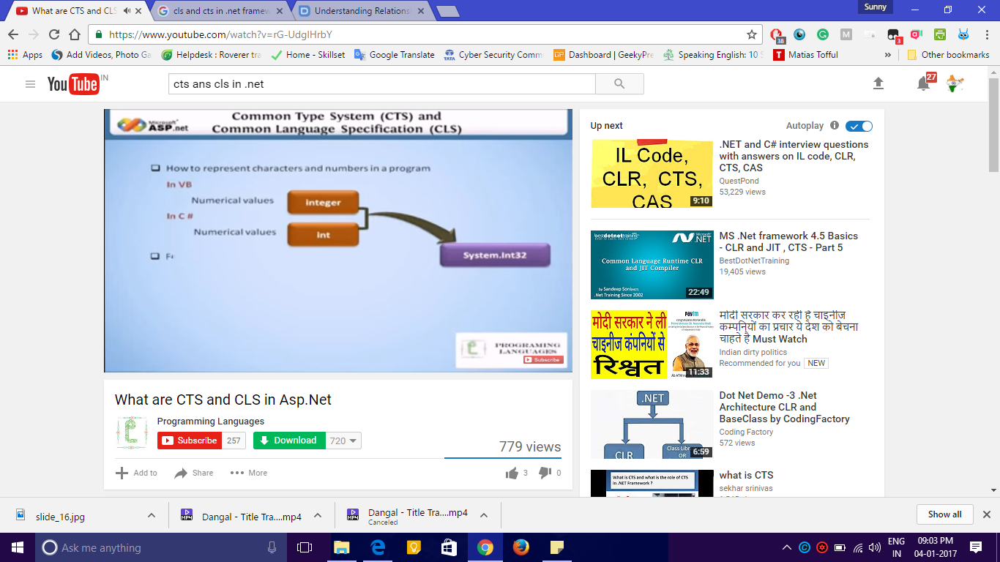 Sunny
What are CTS and CLS
cls and cts in .net framew
Understanding Relations
https://www.youtube.com/watch?v=rG-UdgIHrbY
38
3
Apps
Add Videos, Photo Ga
Helpdesk : Roverer tra
Home - Skillset
Google Translate
Cyber Security Comm
Dashboard | GeekyPre
Speaking English: 10 S
Matias Tofful
Other bookmarks
YouTube IN
cts ans cls in .net
27
Microsoft
ASP.net
Common Type System (CTS) and
Common Language Specification (CLS)
How to represent characters and numbers in a program
In VB
Numerical values
Integer
In C #
Numerical values
Int
System.Int32
PROGRAMING
LANGUAGES
Subscribe
What are CTS and CLS in Asp.Net
Programming Languages
Subscribe 257
Download 720
779 views
Add to
Share
More
3
0
Up next
Autoplay
IL Code,
CLR, CTS,
CAS
9:10
.NET and C# interview questions
with answers on IL code, CLR,
CTS, CAS
QuestPond
53,229 views
bestdotnettraining
Microsoft
.NET
Common Language Runtime CLR
and JIT Compiler
by Sandeep Soni
.Net Training Since 2002
22:49
MS .Net framework 4.5 Basics
- CLR and JIT , CTS - Part 5
BestDotNetTraining
19,405 views
मोदी सरकार ने ली
चाइनीज कंपनियों से
रिश्वत
Paytm
11:33
मोदी सरकार कर रही है चाइनीज
कम्पनियों का प्रचार ये देश को बेचना
चाहते है Must Watch
Indian dirty politics
Recommended for you NEW
.NET
CLR
Class Libr
OR
6:59
Dot Net Demo -3 .Net
Architecture CLR and
BaseClass by CodingFactory
Coding Factory
572 views
What is CTS and what is the role of CTS
in .NET Framework ?
what is CTS
sekhar srinivas
slide_16.jpg
Dangal - Title Tra....mp4
Dangal - Title Tra....mp4
Canceled
Show all
Ask me anything
ENG
IN
09:03 PM
04-01-2017